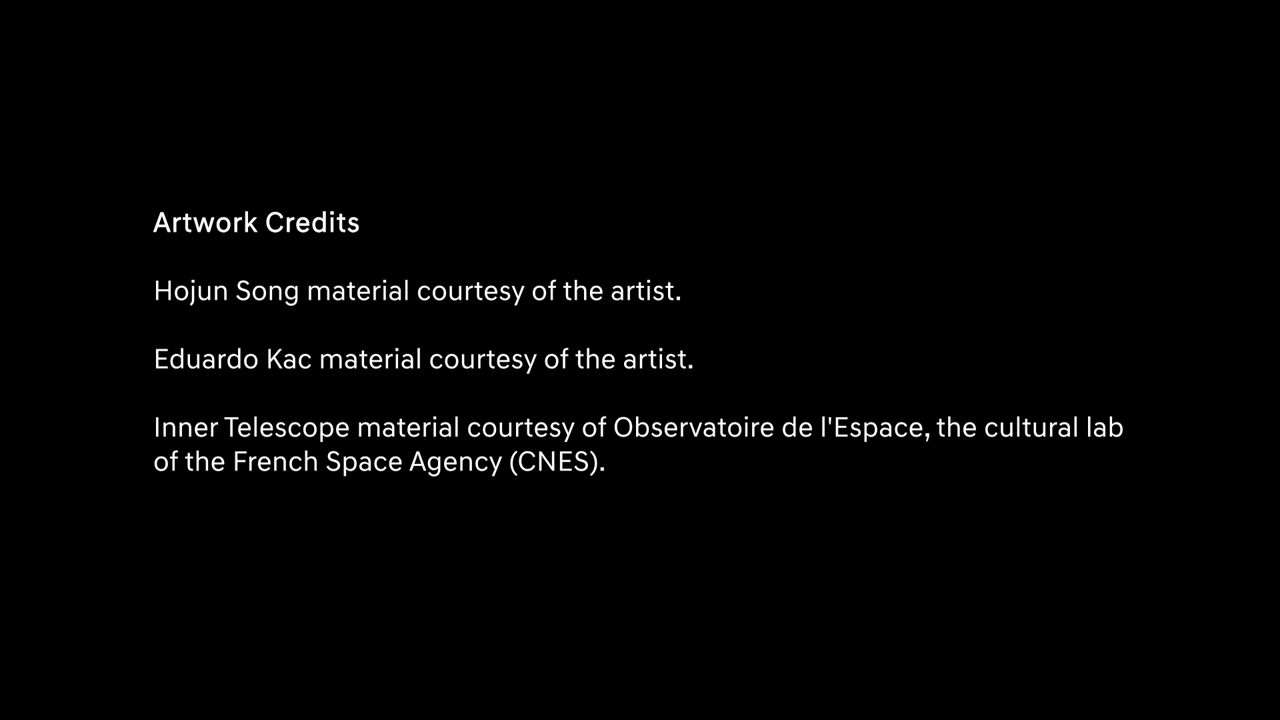 Artwork Credits
Hojun Song material courtesy of the artist.
Eduardo Kac material courtesy of the artist.
Inner Telescope material courtesy of Observatoire de l'Espace, the cultural lab
of the French Space Agency (CNES).